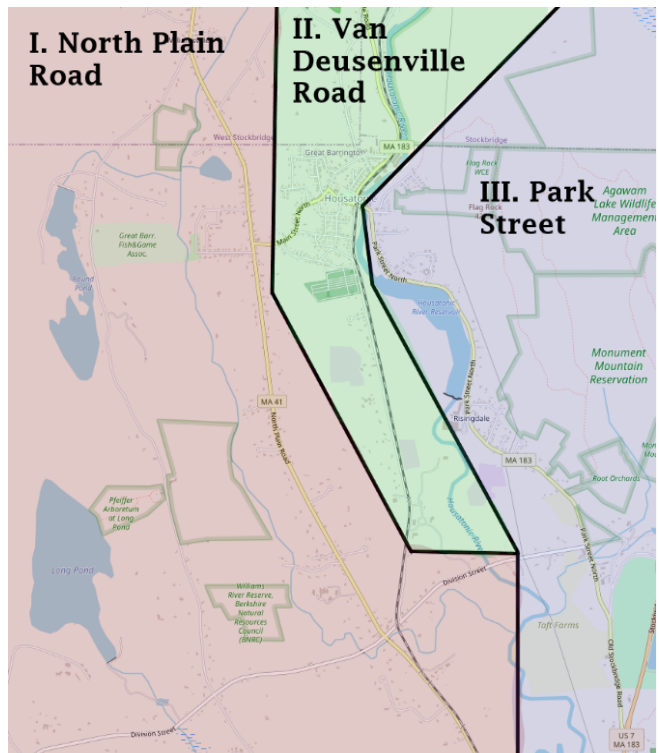 I. North Plain
Road
II. Van
Deusenville
Road
III. Park
Street
West Stockbridge
Stockbridge
Great Barrington
MA 183
Housatonic River
Flag Rock
WCE
Flag Rock
Agawam
Lake Wildlife
Management
Area
Housatonic
Main Street North
Park Street North
Great Barr.
Fish&Game
Assoc.
Round
Pond
Housatonic
River Reservoir
Monument
Mountain
Reservation
Park Street North
MA 41
North Plain Road
Risingdale
MA 183
Root Orchards
Pfeiffer
Arboretum
at Long
Pond
Housatonic River
Park Street North
Long Pond
Division Street
Williams
River Reserve,
Berkshire
Natural
Resources
Council
(BNRC)
Taft Farms
Old Stockbridge Road
Division Street
US 7
MA 183